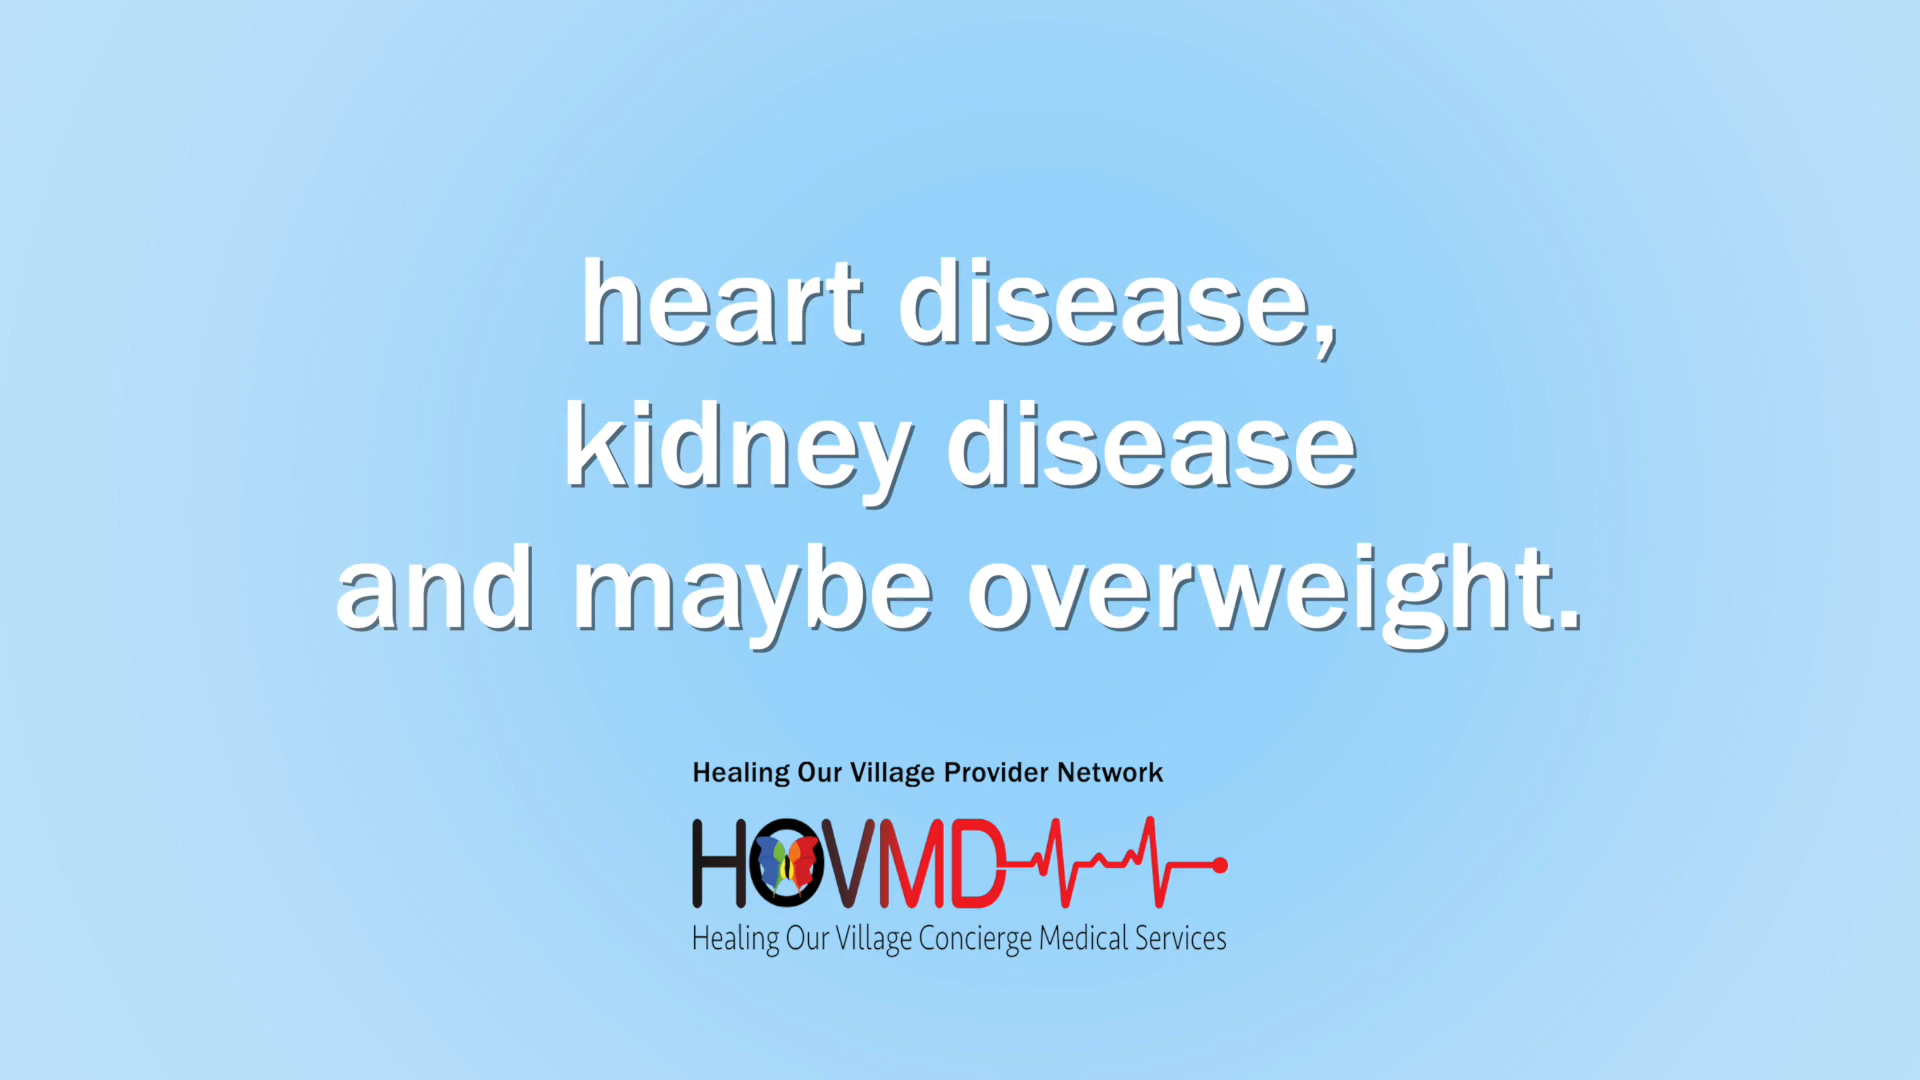 heart disease,
kidney disease
and maybe overweight.
Healing Our Village Provider Network
HOVMD
Healing Our Village Concierge Medical Services